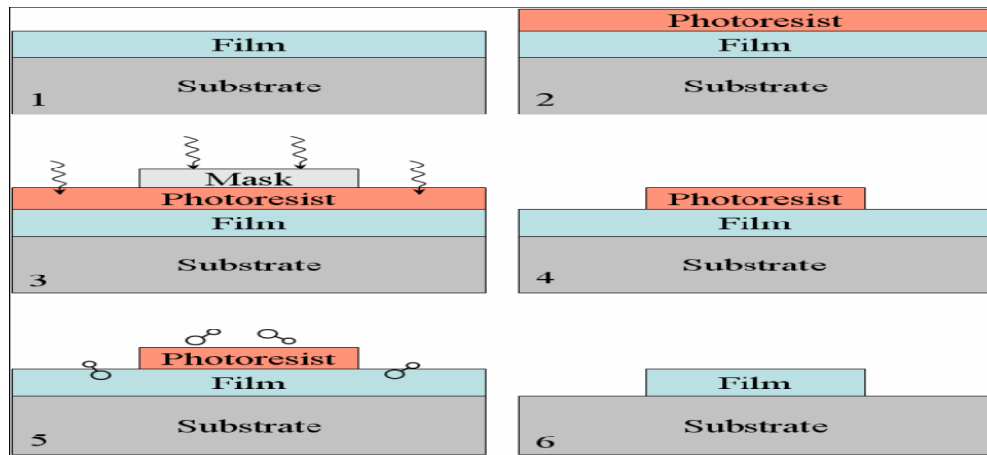 Film
Substrate
1
Photoresist
Film
Substrate
2
Mask
Photoresist
Film
Substrate
3
Photoresist
Film
Substrate
4
Photoresist
Film
Substrate
5
Film
Substrate
6